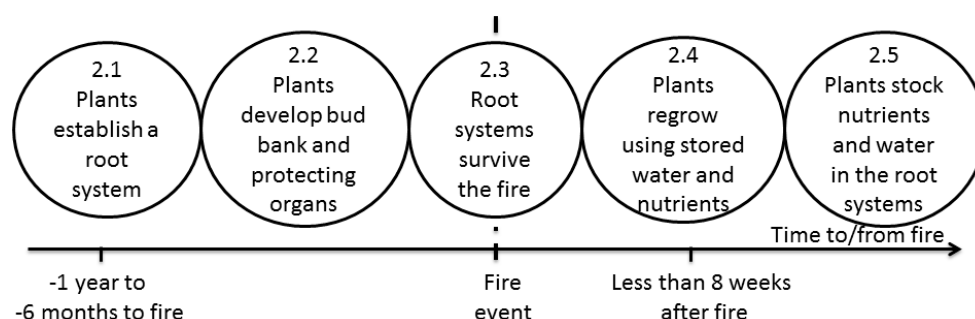 2.1
Plants
establish a
root
system
2.2
Plants
develop bud
bank and
protecting
organs
2.3
Root
systems
survive
the fire
2.4
Plants
regrow
using stored
water and
nutrients
2.5
Plants stock
nutrients
and water
in the root
systems
Time to/from fire
-1 year to
-6 months to fire
Fire
event
Less than 8 weeks
after fire